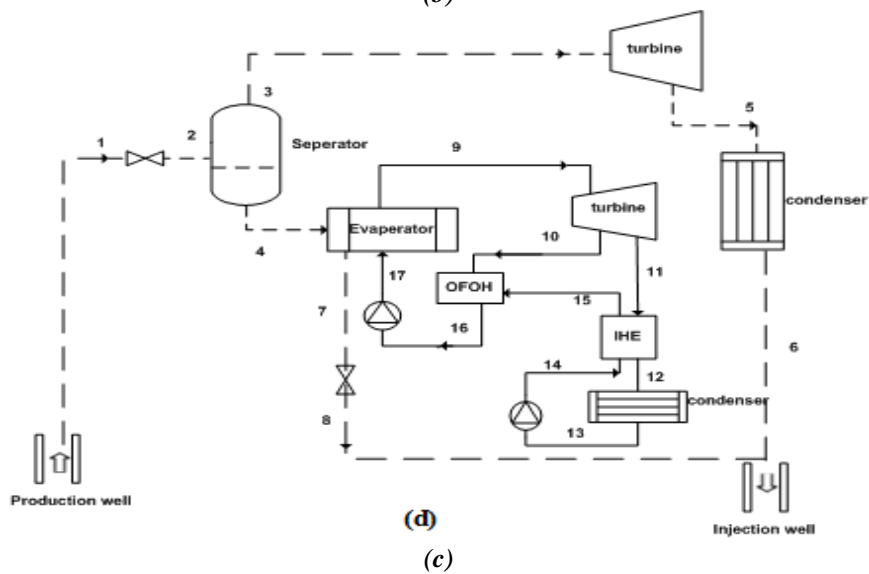 turbine
3
5
1
2
Seperator
9
condenser
turbine
Evaperator
4
10
17
OFOH
11
7
15
16
IHE
6
14
12
condenser
8
13
Production well
(d)
Injection well
(c)